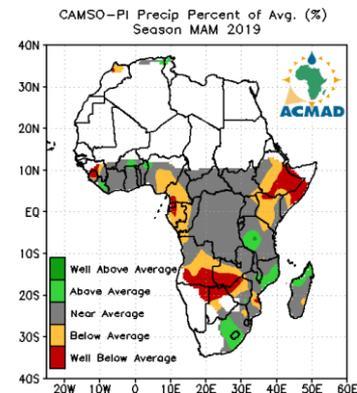 CAMSO-PI Precip Percent of Avg. (%)
Season MAM 2019
40N
30N
20N
10N
EQ
10S
20S
30S
40S
ACMAD
Well Above Average
Above Average
Near Average
Below Average
Well Below Average
20W 10W 0 10E 20E 30E 40E 50E 60E